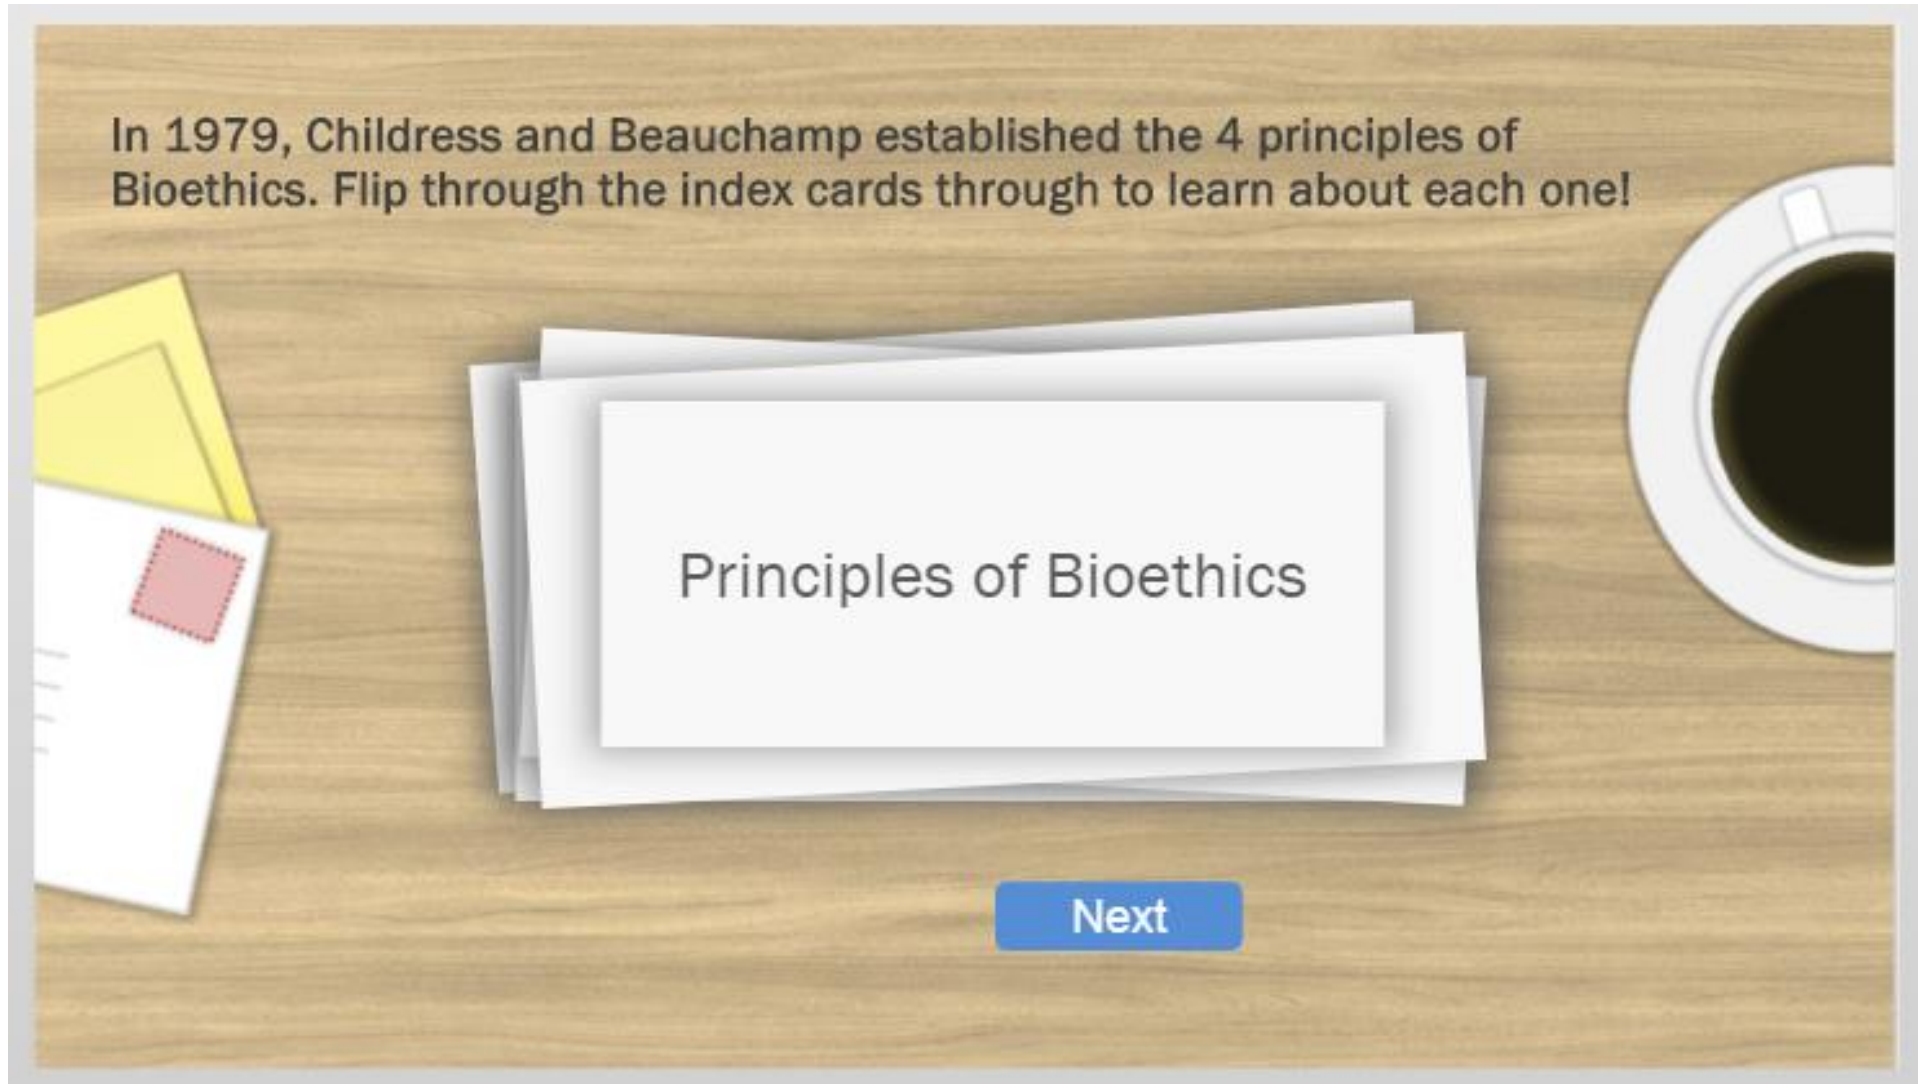 In 1979, Childress and Beauchamp established the 4 principles of
Bioethics. Flip through the index cards through to learn about each one!
Principles of Bioethics
Next